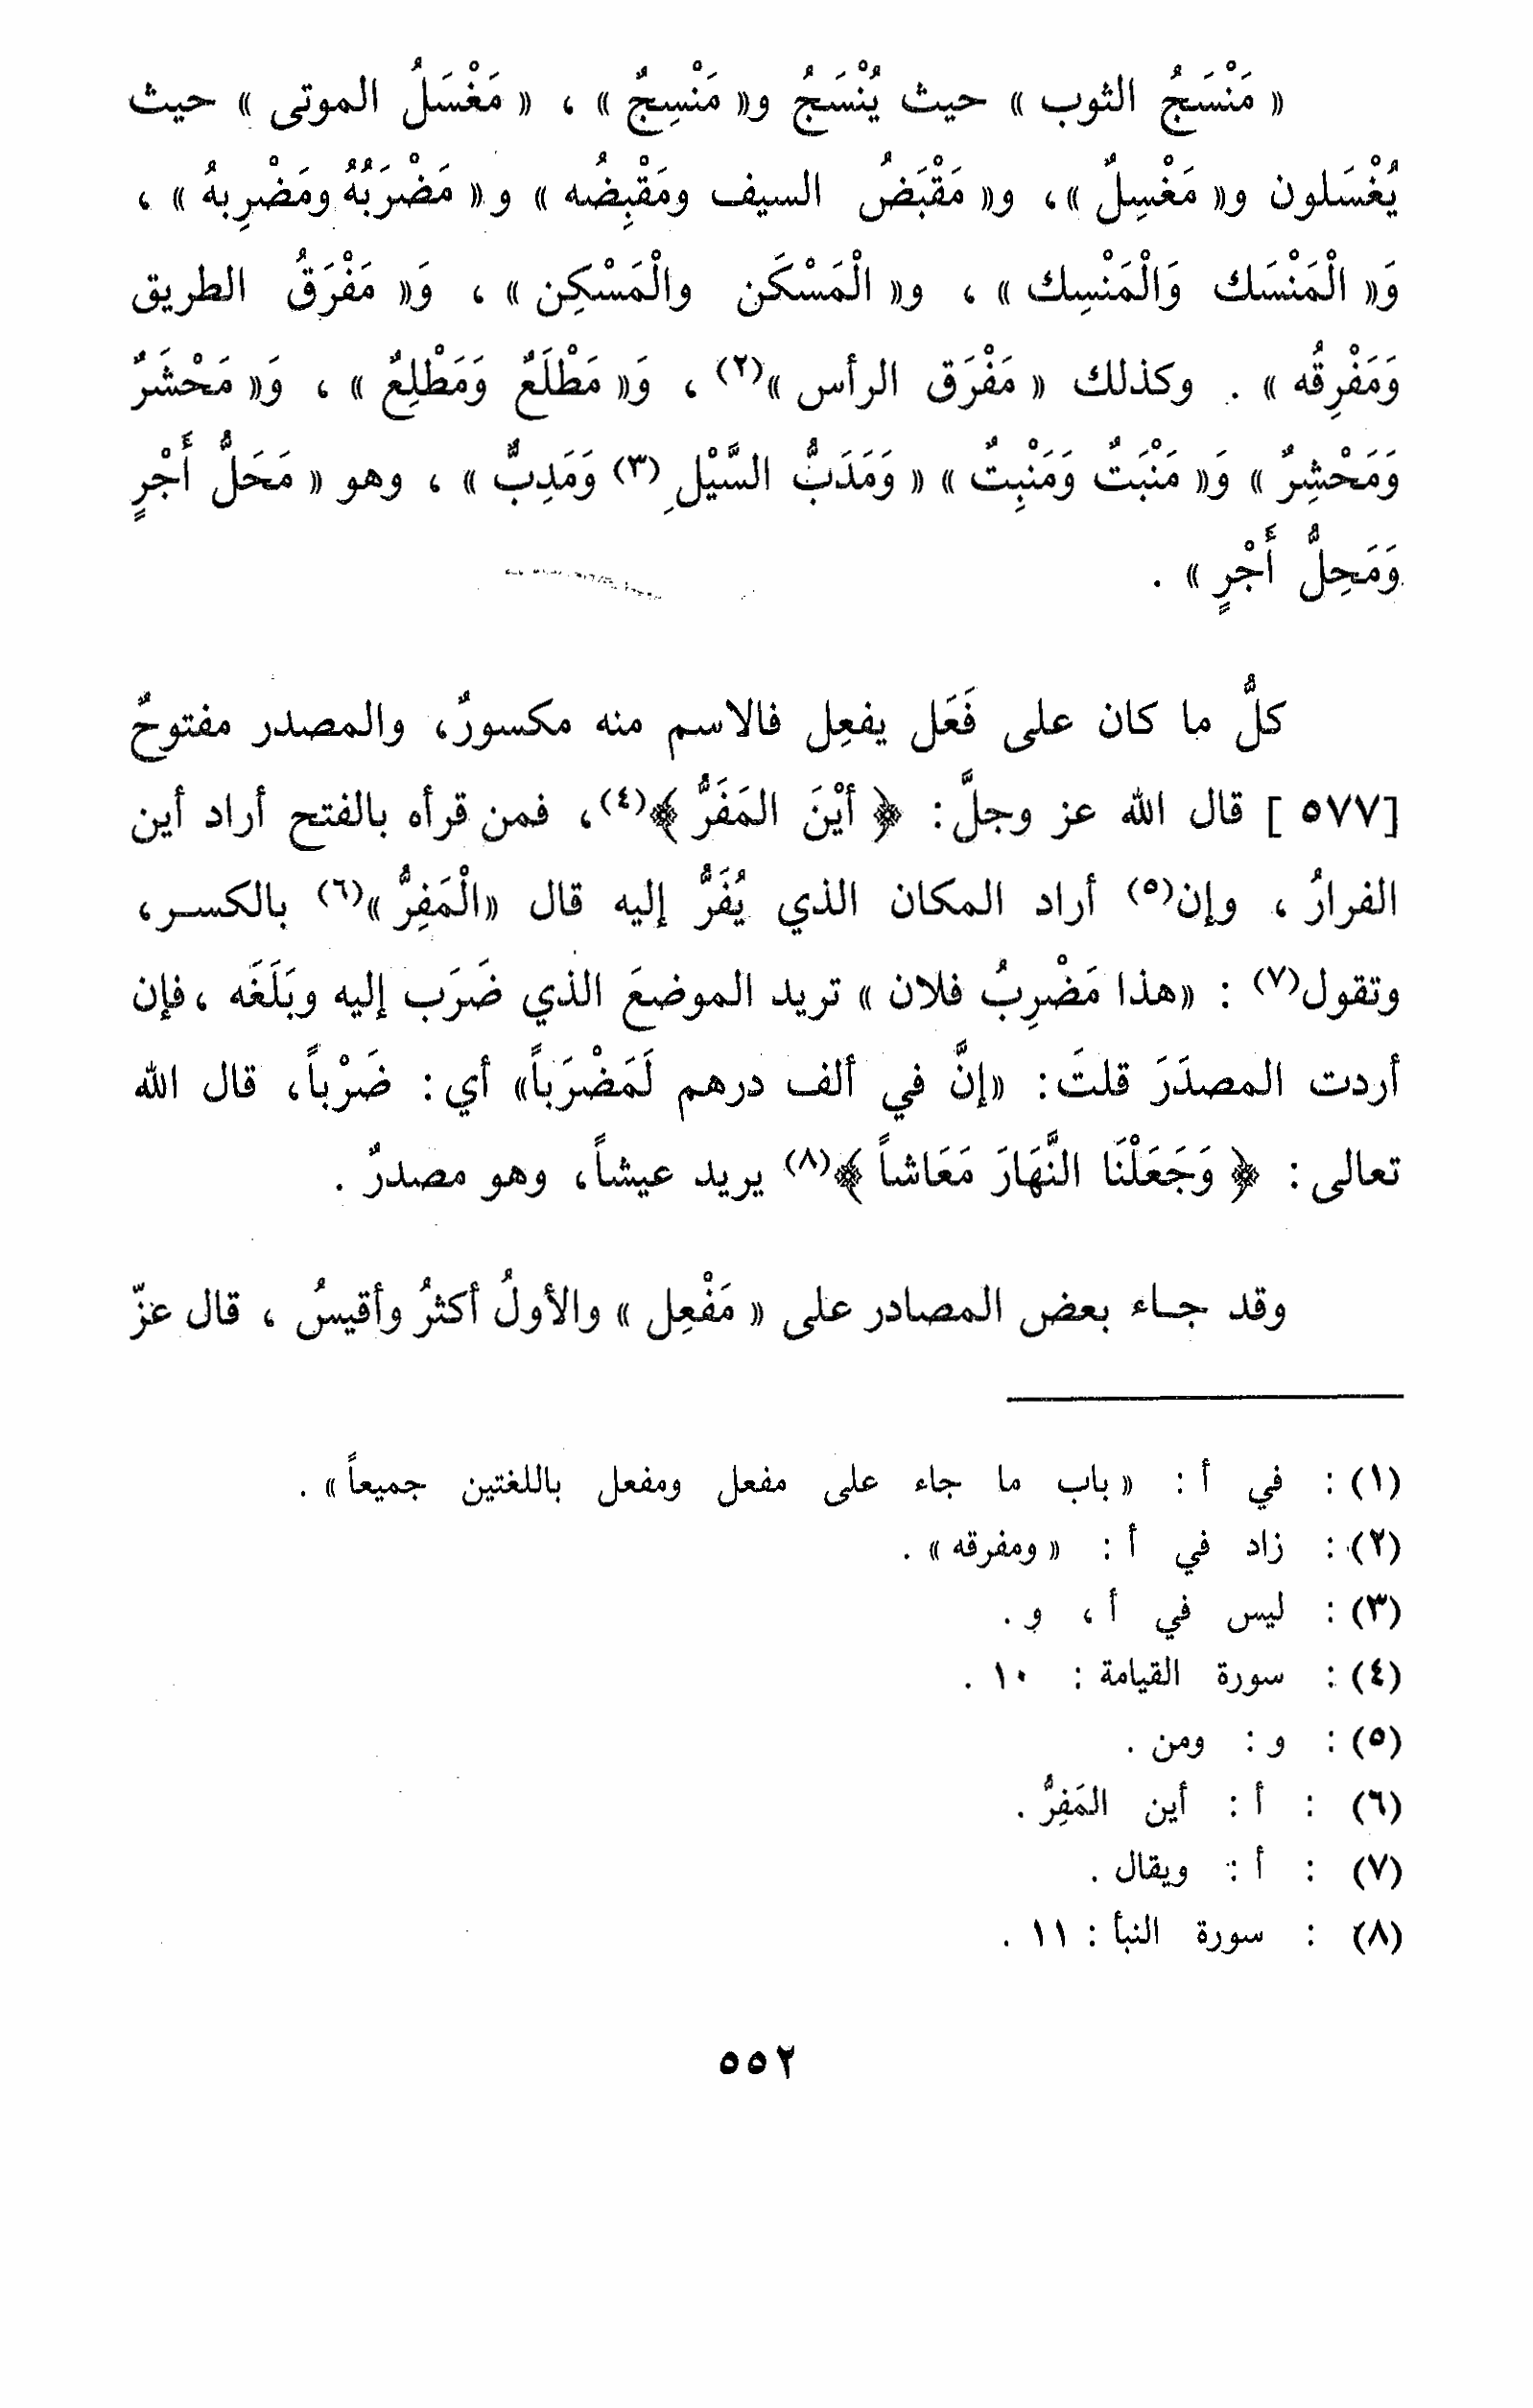 « مَنْسَجُ الثوب » حيث يُنْسَجُ و« مَنْسِجٌ » ، « مَغْسَلُ الموتى » حيث
يُغْسَلون و« مَغْسِلٌ »، و« مَقْبَضُ السيف ومَقْبِضُه » و « مَضْرَبُهُ ومَضْرِبهُ » ،
وَ« الْمَنْسَك وَالْمَنْسِك » ، و« الْمَسْكَن والْمَسْكِن » ، وَ« مَفْرَقُ الطريق
وَمَفْرِقُه » . وكذلك « مَفْرَق الرأس »(٢) ، وَ« مَطْلَعٌ وَمَطْلِعٌ » ، وَ« مَحْشَرٌ
وَمَحْشِرٌ » وَ« مَنْبَتٌ وَمَنْبِتٌ » « وَمَدَبُّ السَّيْلِ (٣) وَمَدِبٌّ » ، وهو « مَحَلُّ أَجْرٍ
وَمَحِلُّ أَجْرٍ » .
كلُّ ما كان على فَعَل يفعِل فالاسم منه مكسورٌ، والمصدر مفتوحٌ
[٥٧٧ ] قال الله عز وجلَّ: ﴿ أَيْنَ المَفَرُّ ﴾(٤)، فمن قرأه بالفتح أراد أين
الفرارُ ، وإن(٥) أراد المكان الذي يُفَرُّ إليه قال «الْمَفِرُّ »(٦) بالكسـر،
وتقول(٧) : «هذا مَضْرِبُ فلان » تريد الموضعَ الذي ضَرَب إليه وبَلَغَه ، فإن
أردت المصدَرَ قلتَ: «إنَّ في ألف درهم لَمَضْرَباً» أي : ضَرْباً، قال الله
تعالى : ﴿ وَجَعَلْنَا النَّهَارَ مَعَاشاً ﴾(٨) يريد عيشاً، وهو مصدرٌ .
وقد جـاء بعض المصادر على « مَفْعِل » والأولُ أكثرُ وأقيسُ ، قال عزّ
(١) : في أ : « باب ما جاء على مفعل ومفعل باللغتين جميعاً » .
(٢) : زاد في أ : « ومفرقه » .
(٣) : ليس في أ ، و .
(٤) : سورة القيامة : ١٠ .
(٥) : و : ومن .
(٦) : أ : أين المَفِرُّ .
(٧) : أ : ويقال .
(٨) : سورة النبأ : ١١ .
٥٥٢